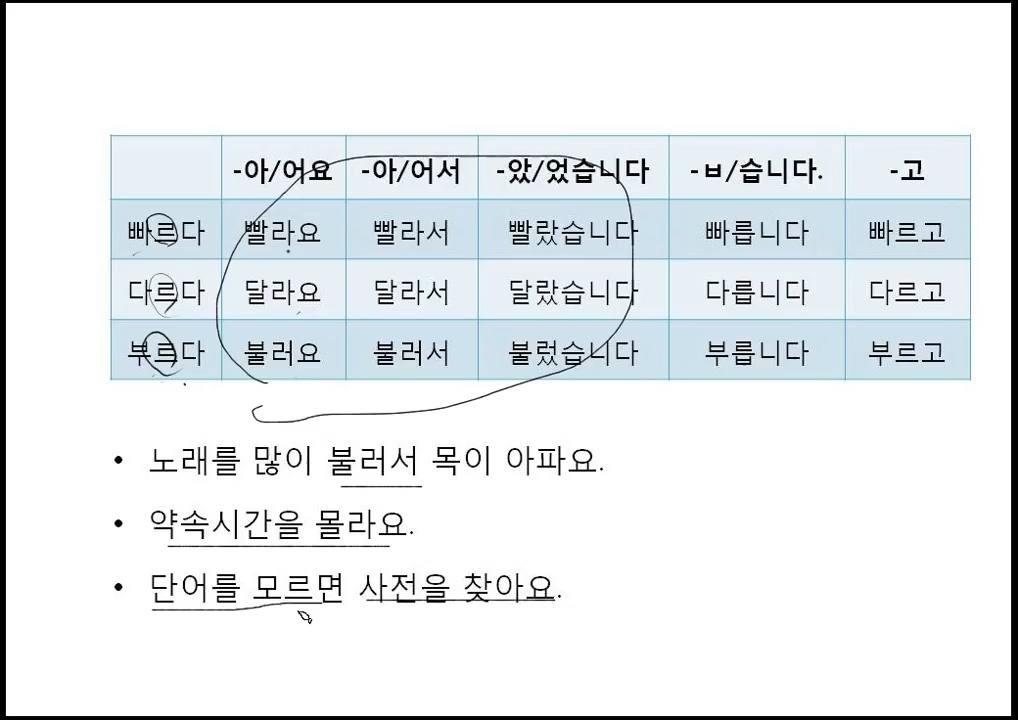 -아/어요 -아/어서 -았/었습니다 -ㅂ/습니다. -고
빠르다 빨라요 빨라서 빨랐습니다 빠릅니다 빠르고
다르다 달라요 달라서 달랐습니다 다릅니다 다르고
부르다 불러요 불러서 불렀습니다 부릅니다 부르고
• 노래를 많이 불러서 목이 아파요.
• 약속시간을 몰라요.
• 단어를 모르면 사전을 찾아요.